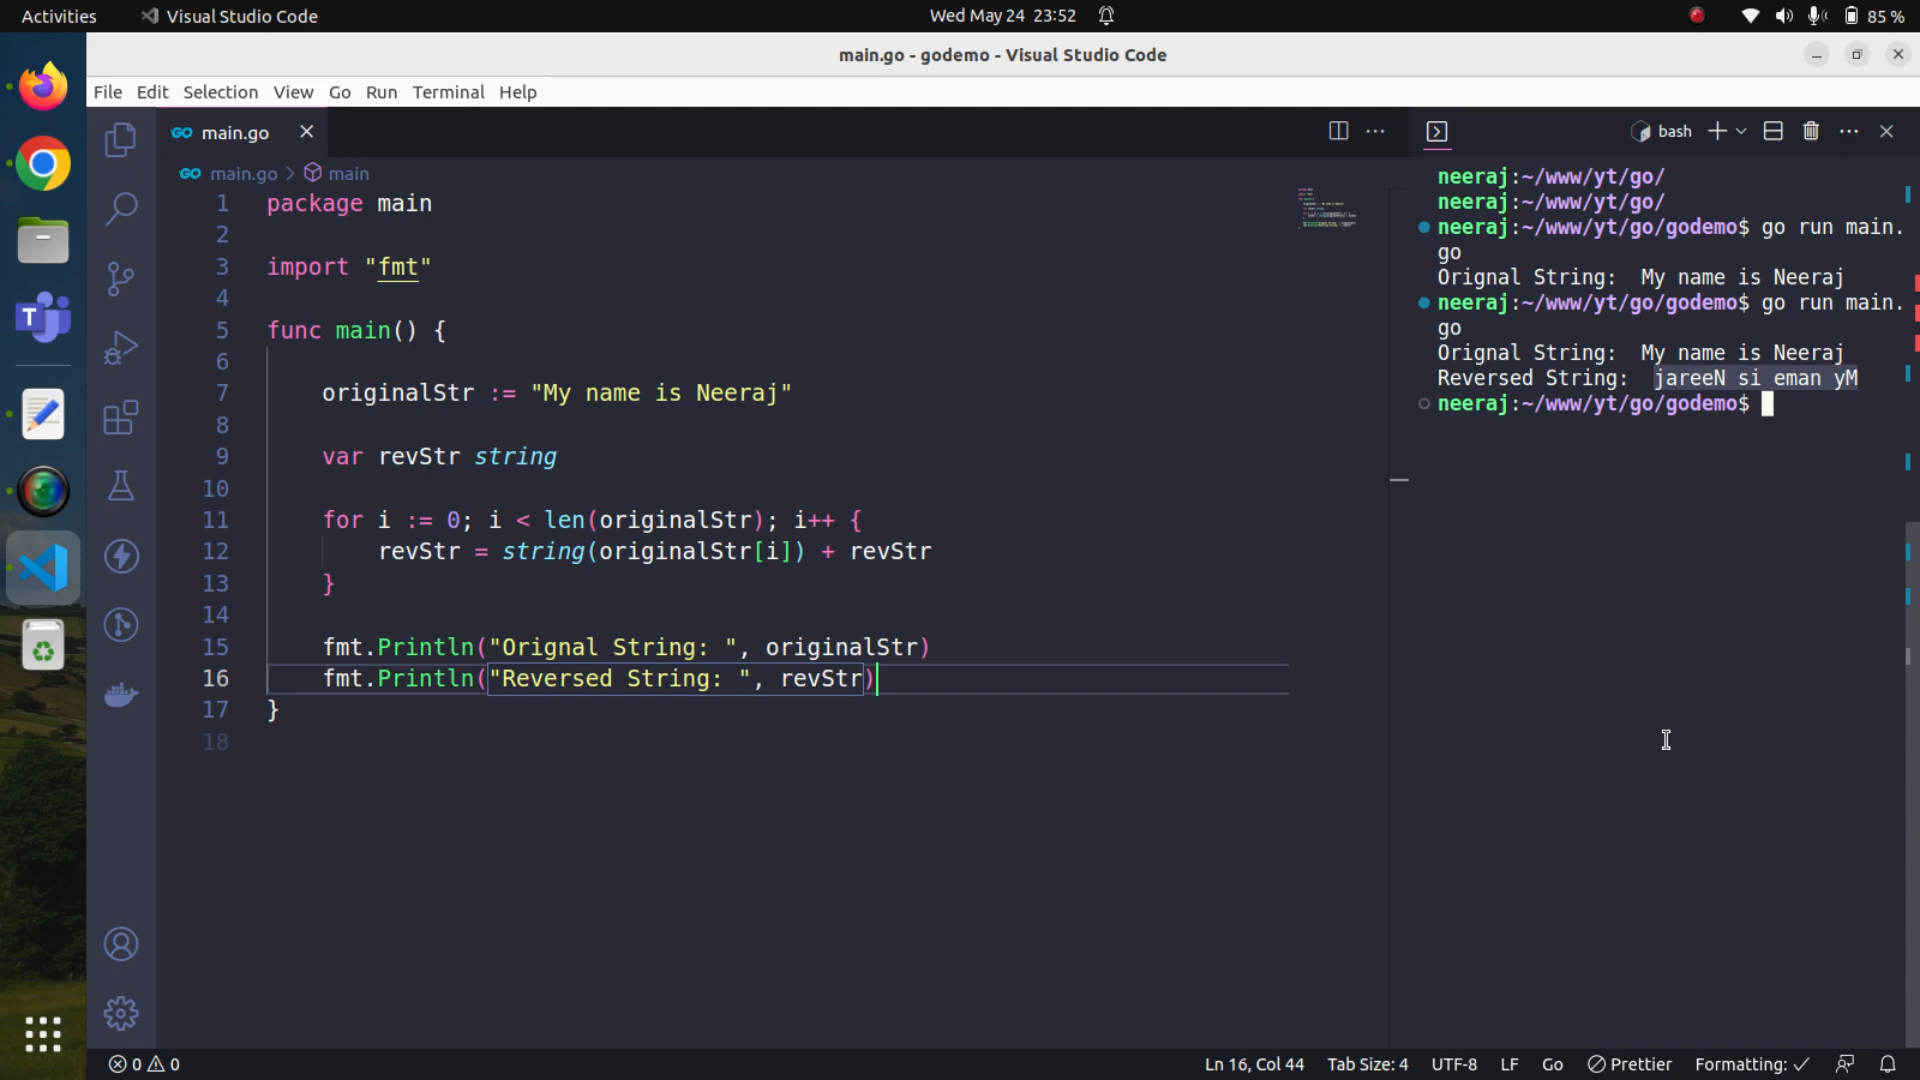 Activities
Visual Studio Code
Wed May 24 23:52
85 %
main.go - godemo - Visual Studio Code
File Edit Selection View Go Run Terminal Help
GO main.go
bash
GO main.go > main
1 package main
2
3 import "fmt"
4
5 func main() {
6
7 originalStr := "My name is Neeraj"
8
9 var revStr string
10
11 for i := 0; i < len(originalStr); i++ {
12 revStr = string(originalStr[i]) + revStr
13 }
14
15 fmt.Println("Orignal String: ", originalStr)
16 fmt.Println("Reversed String: ", revStr)
17 }
18
neeraj:~/www/yt/go/
neeraj:~/www/yt/go/
neeraj:~/www/yt/go/godemo$ go run main.
go
Orignal String:  My name is Neeraj
neeraj:~/www/yt/go/godemo$ go run main.
go
Orignal String:  My name is Neeraj
Reversed String:  jareeN si eman yM
neeraj:~/www/yt/go/godemo$
T
0 0
Ln 16, Col 44
Tab Size: 4
UTF-8
LF
Go
Prettier
Formatting: ✓